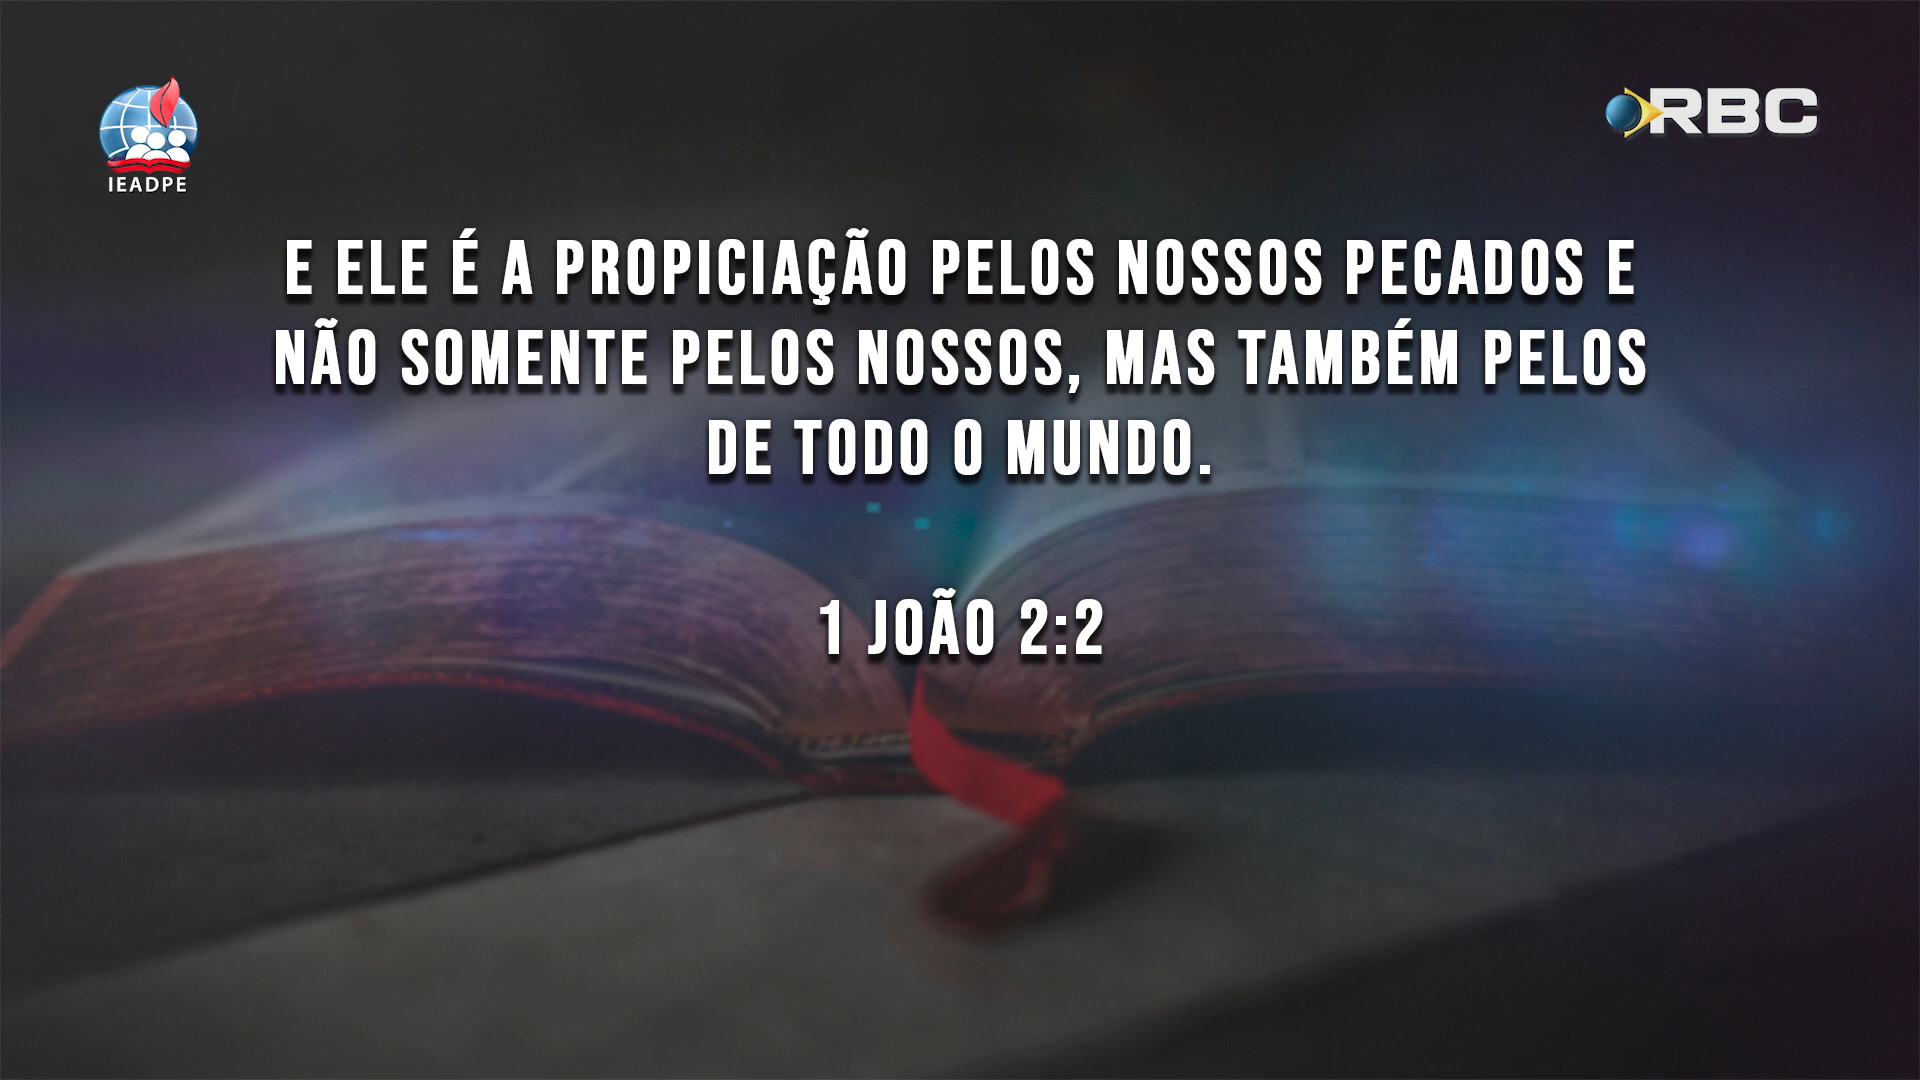 IEADPE
RBC
E ELE É A PROPICIAÇÃO PELOS NOSSOS PECADOS E
NÃO SOMENTE PELOS NOSSOS, MAS TAMBÉM PELOS
DE TODO O MUNDO.
1 JOÃO 2:2